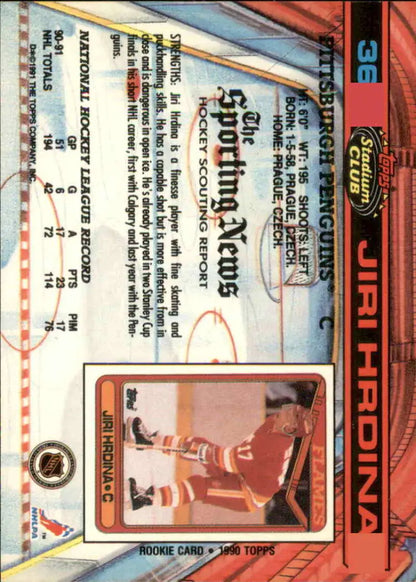 36
Topps
Stadium
CLUB
JIRI HRDINA
PITTSBURGH PENGUINS® C
HT: 6'0" WT: 195 SHOOTS: LEFT
BORN: 1-5-58, PRAGUE, CZECH.
HOME: PRAGUE, CZECH.
The
Sporting News
HOCKEY SCOUTING REPORT
STRENGTHS: Jiri Hrdina is a finesse player with fine skating and
puckhandling skills. He has a capable shot but is more effective from in
close and is dangerous in open ice. He's already played in two Stanley Cup
finals in his short NHL career, first with Calgary and last year with the Pen-
guins.
NATIONAL HOCKEY LEAGUE RECORD
GP G A PTS PIM
90-91 51 6 17 23 17
NHL TOTALS 194 42 72 114 76
D✻©1991 THE TOPPS COMPANY, INC.
FLAMES
17
Topps
JIRI HRDINA • C
ROOKIE CARD • 1990 TOPPS
NHL
NHLPA
TM